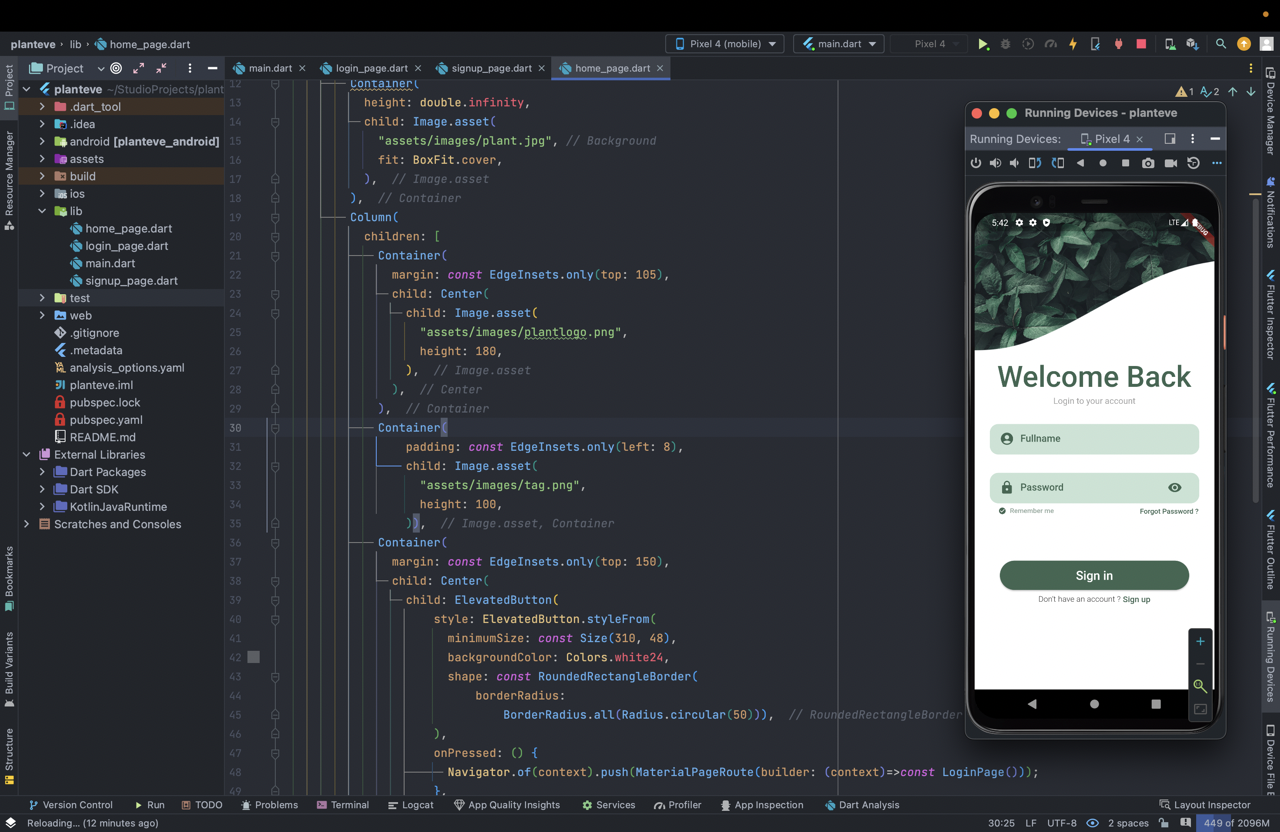 planteve
lib
home_page.dart
Pixel 4 (mobile)
main.dart
Pixel 4
Project
main.dart
login_page.dart
signup_page.dart
home_page.dart
planteve ~/StudioProjects/plant
.dart_tool
.idea
android [planteve_android]
assets
build
ios
lib
home_page.dart
login_page.dart
main.dart
signup_page.dart
test
web
.gitignore
.metadata
analysis_options.yaml
planteve.iml
pubspec.lock
pubspec.yaml
README.md
External Libraries
Dart Packages
Dart SDK
KotlinJavaRuntime
Scratches and Consoles
Project
Resource Manager
Bookmarks
Build Variants
Structure
1 2
12 Container(
13 height: double.infinity,
14 child: Image.asset(
15 "assets/images/plant.jpg", // Background
16 fit: BoxFit.cover,
17 ), // Image.asset
18 ), // Container
19 Column(
20 children: [
21 Container(
22 margin: const EdgeInsets.only(top: 105),
23 child: Center(
24 child: Image.asset(
25 "assets/images/plantlogo.png",
26 height: 180,
27 ), // Image.asset
28 ), // Center
29 ), // Container
30 Container(
31 padding: const EdgeInsets.only(left: 8),
32 child: Image.asset(
33 "assets/images/tag.png",
34 height: 100,
35 )), // Image.asset, Container
36 Container(
37 margin: const EdgeInsets.only(top: 150),
38 child: Center(
39 child: ElevatedButton(
40 style: ElevatedButton.styleFrom(
41 minimumSize: const Size(310, 48),
42 backgroundColor: Colors.white24,
43 shape: const RoundedRectangleBorder(
44 borderRadius:
45 BorderRadius.all(Radius.circular(50))), // RoundedRectangleBorder
46 ),
47 onPressed: () {
48 Navigator.of(context).push(MaterialPageRoute(builder: (context)=>const LoginPage()));
49 },
Running Devices - planteve
Running Devices:
Pixel 4
5:42
LTE
Welcome Back
Login to your account
Fullname
Password
Remember me
Forgot Password ?
Sign in
Don't have an account ? Sign up
Device Manager
Notifications
Flutter Inspector
Flutter Performance
Flutter Outline
Running Devices
Version Control
Run
TODO
Problems
Terminal
Logcat
App Quality Insights
Services
Profiler
App Inspection
Dart Analysis
Layout Inspector
Reloading... (12 minutes ago)
30:25
LF
UTF-8
2 spaces
449 of 2096M